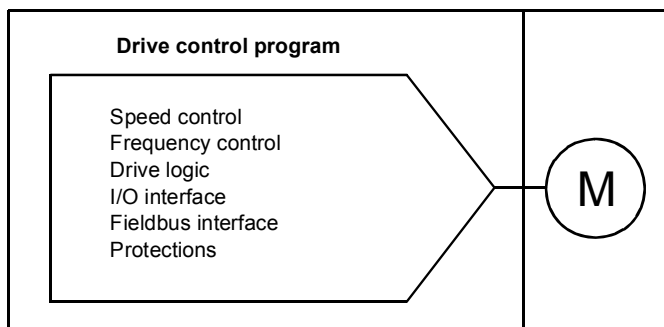 Drive control program
Speed control
Frequency control
Drive logic
I/O interface
Fieldbus interface
Protections
M